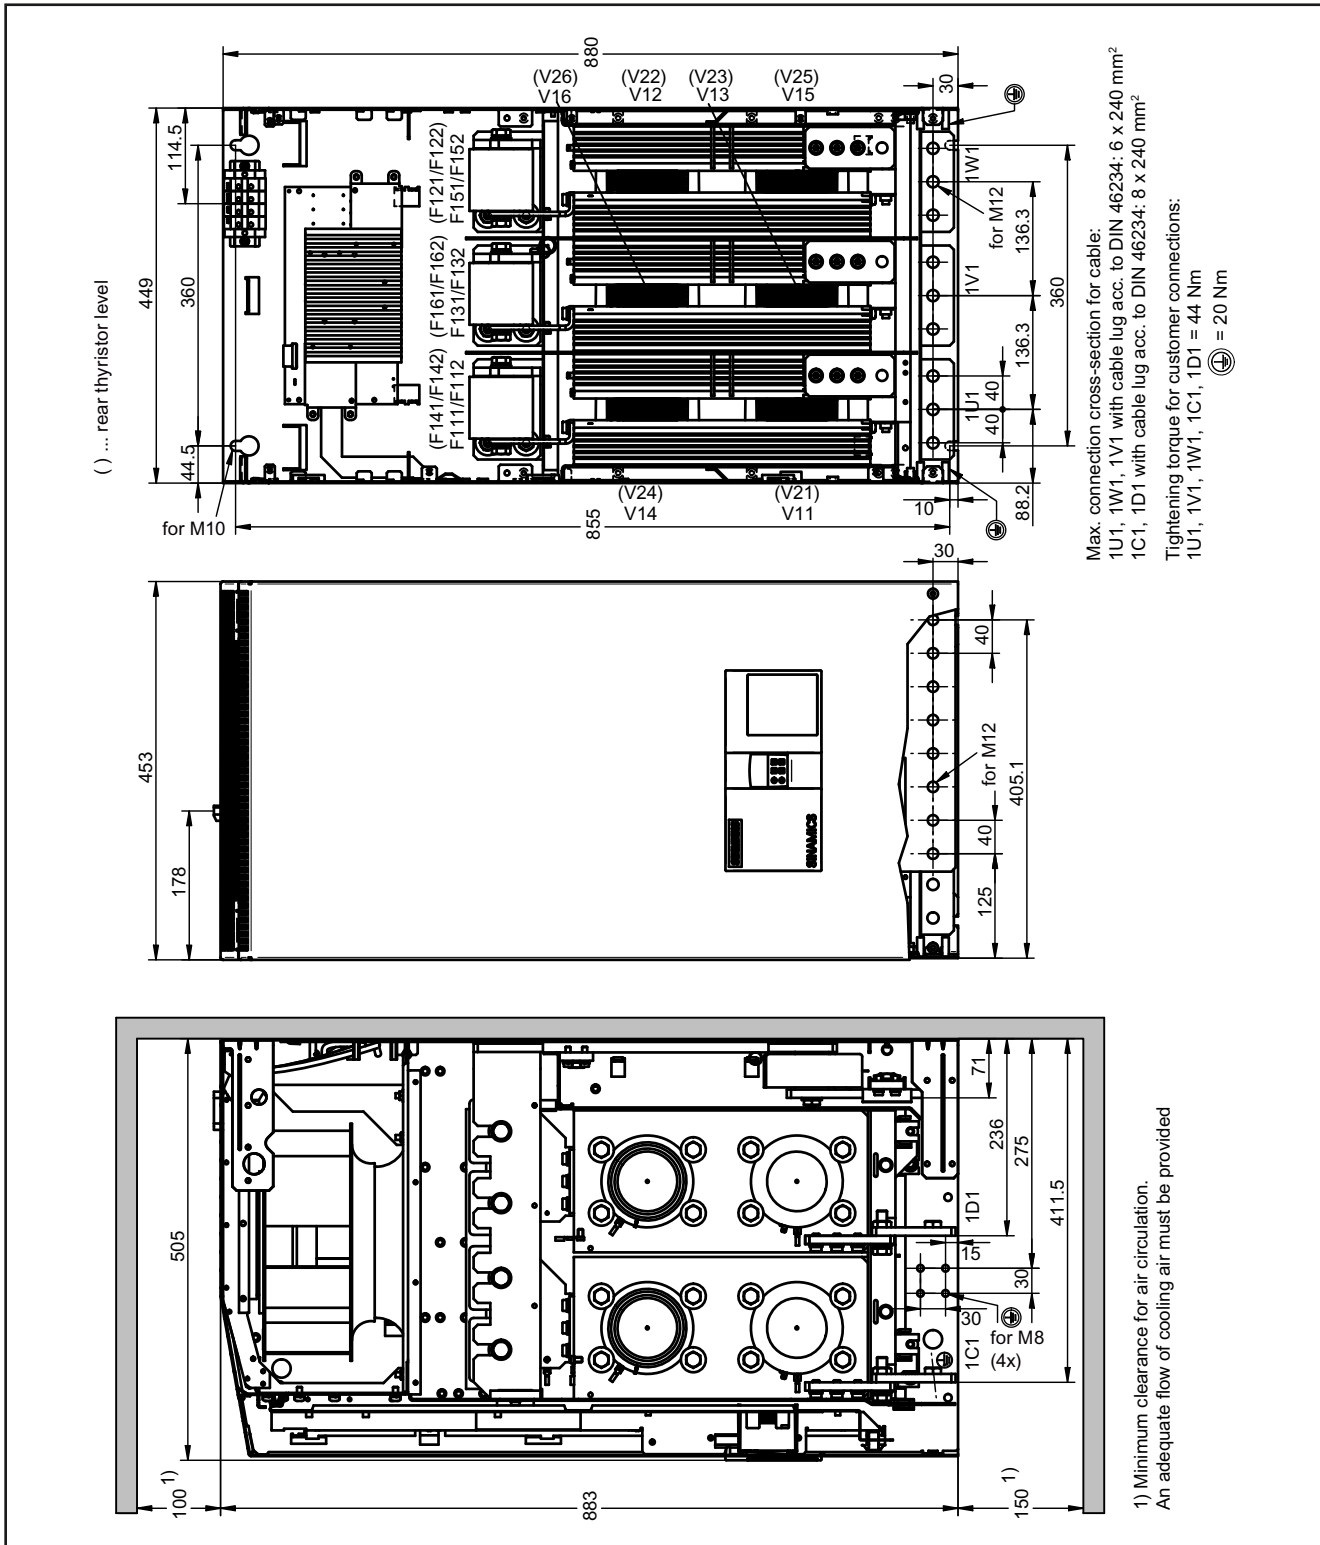 ( ) ... rear thyristor level
880
449
114.5
360
44.5
for M10
(V26)
V16
(V22)
V12
(V23)
V13
(V25)
V15
30
(F121/F122)
F151/F152
(F161/F162)
F131/F132
(F141/F142)
F111/F112
1W1
for M12
136.3
1V1
136.3
360
1U1
40
40
(V24)
V14
(V21)
V11
10
88.2
855
Max. connection cross-section for cable:
1U1, 1W1, 1V1 with cable lug acc. to DIN 46234: 6 x 240 mm²
1C1, 1D1 with cable lug acc. to DIN 46234: 8 x 240 mm²
Tightening torque for customer connections:
1U1, 1V1, 1W1, 1C1, 1D1 = 44 Nm
= 20 Nm
453
178
SINAMICS
30
40
for M12
405.1
40
125
505
71
236
275
411.5
1D1
15
30
30
for M8
(4x)
1C1
100 1)
883
150 1)
1) Minimum clearance for air circulation.
An adequate flow of cooling air must be provided